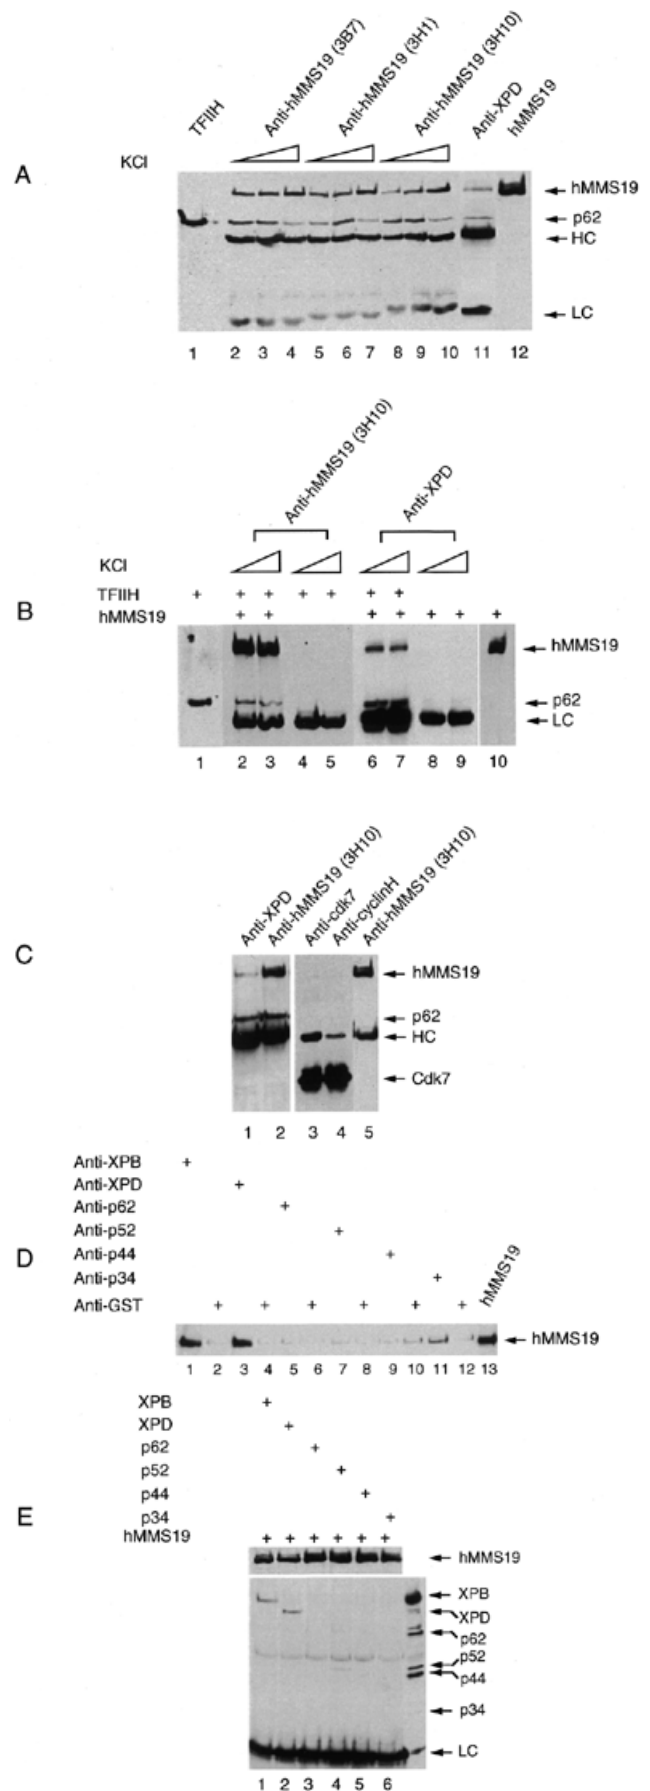 A
TFIIH
Anti-hMMS19 (3B7)
Anti-hMMS19 (3H1)
Anti-hMMS19 (3H10)
Anti-XPD
hMMS19
KCl
hMMS19
p62
HC
LC
1 2 3 4 5 6 7 8 9 10 11 12
B
Anti-hMMS19 (3H10)
Anti-XPD
KCl
TFIIH + + + + + + +
hMMS19 + + + + + + +
hMMS19
p62
LC
1 2 3 4 5 6 7 8 9 10
C
Anti-XPD
Anti-hMMS19 (3H10)
Anti-cdk7
Anti-cyclinH
Anti-hMMS19 (3H10)
hMMS19
p62
HC
Cdk7
1 2 3 4 5
D
Anti-XPB +
Anti-XPD +
Anti-p62 +
Anti-p52 +
Anti-p44 +
Anti-p34 +
Anti-GST + + + + + +
hMMS19
hMMS19
1 2 3 4 5 6 7 8 9 10 11 12 13
E
XPB +
XPD +
p62 +
p52 +
p44 +
p34 +
hMMS19 + + + + + +
hMMS19
XPB
XPD
p62
p52
p44
p34
LC
1 2 3 4 5 6